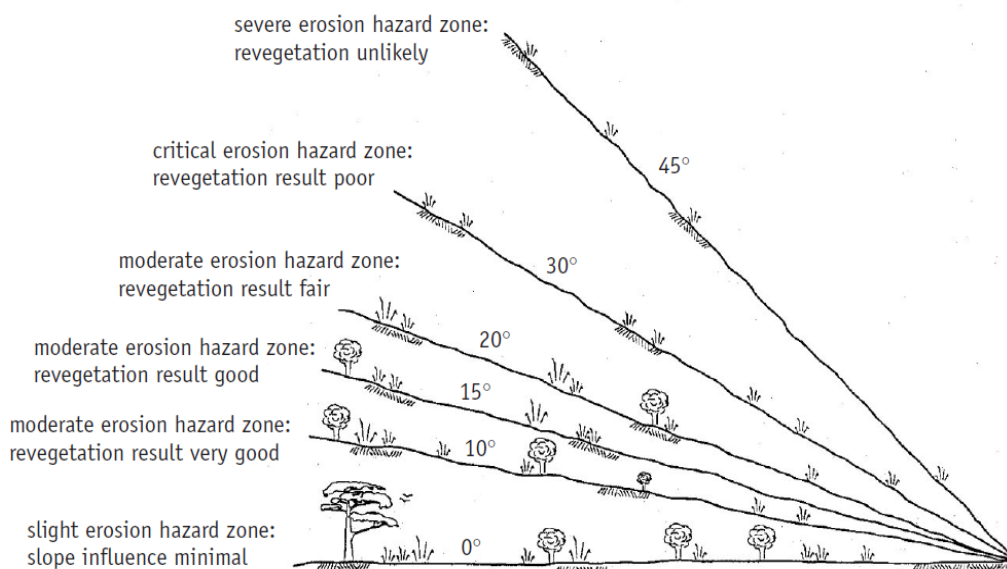 severe erosion hazard zone:
revegetation unlikely
45°
critical erosion hazard zone:
revegetation result poor
30°
moderate erosion hazard zone:
revegetation result fair
20°
moderate erosion hazard zone:
revegetation result good
15°
moderate erosion hazard zone:
revegetation result very good
10°
slight erosion hazard zone:
slope influence minimal
0°